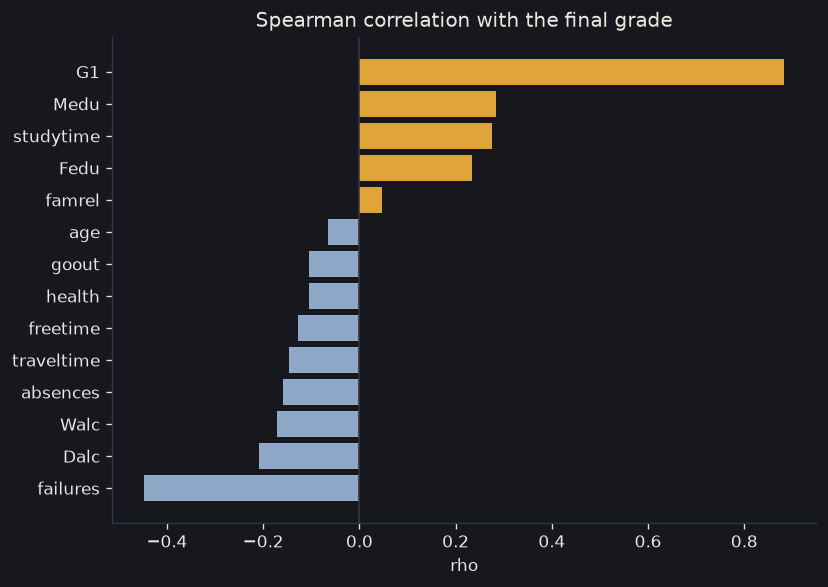 Spearman correlation with the final grade
G1
Medu
studytime
Fedu
famrel
age
goout
health
freetime
traveltime
absences
Walc
Dalc
failures
−0.4 −0.2 0.0 0.2 0.4 0.6 0.8
rho